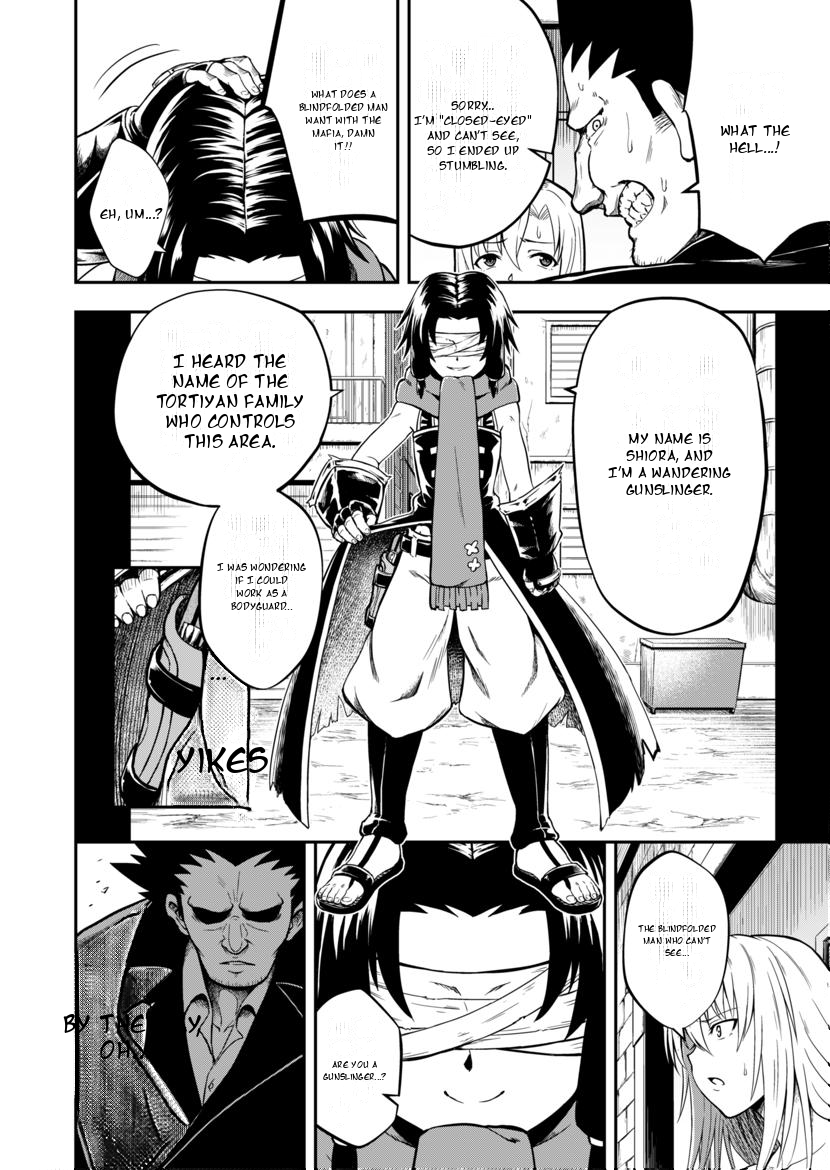 WHAT THE
HELL...!
SORRY...
I'M "CLOSED-EYED"
AND CAN'T SEE,
SO I ENDED UP
STUMBLING.
WHAT DOES A
BLINDFOLDED MAN
WANT WITH THE
MAFIA, DAMN
IT!!
EH, UM...?
MY NAME IS
SHIORA, AND
I'M A WANDERING
GUNSLINGER.
I HEARD THE
NAME OF THE
TORTIYAN FAMILY
WHO CONTROLS
THIS AREA.
I WAS WONDERING
IF I COULD
WORK AS A
BODYGUARD..
...
YIKES
THE BLINDFOLDED
MAN WHO CAN'T
SEE...
ARE YOU A
GUNSLINGER...?
BY THE
OH